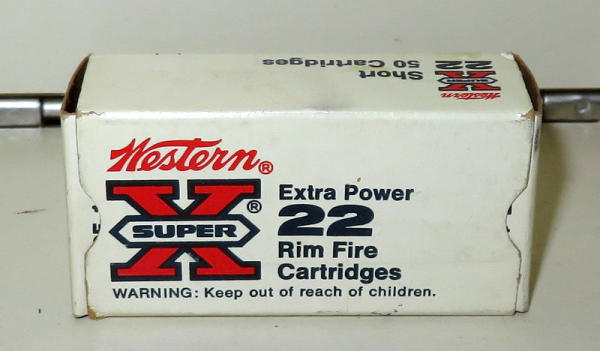 Short
50 Cartridges
22
X
Western
Western®
X®
SUPER
Extra Power
22
Rim Fire
Cartridges
WARNING: Keep out of reach of children.